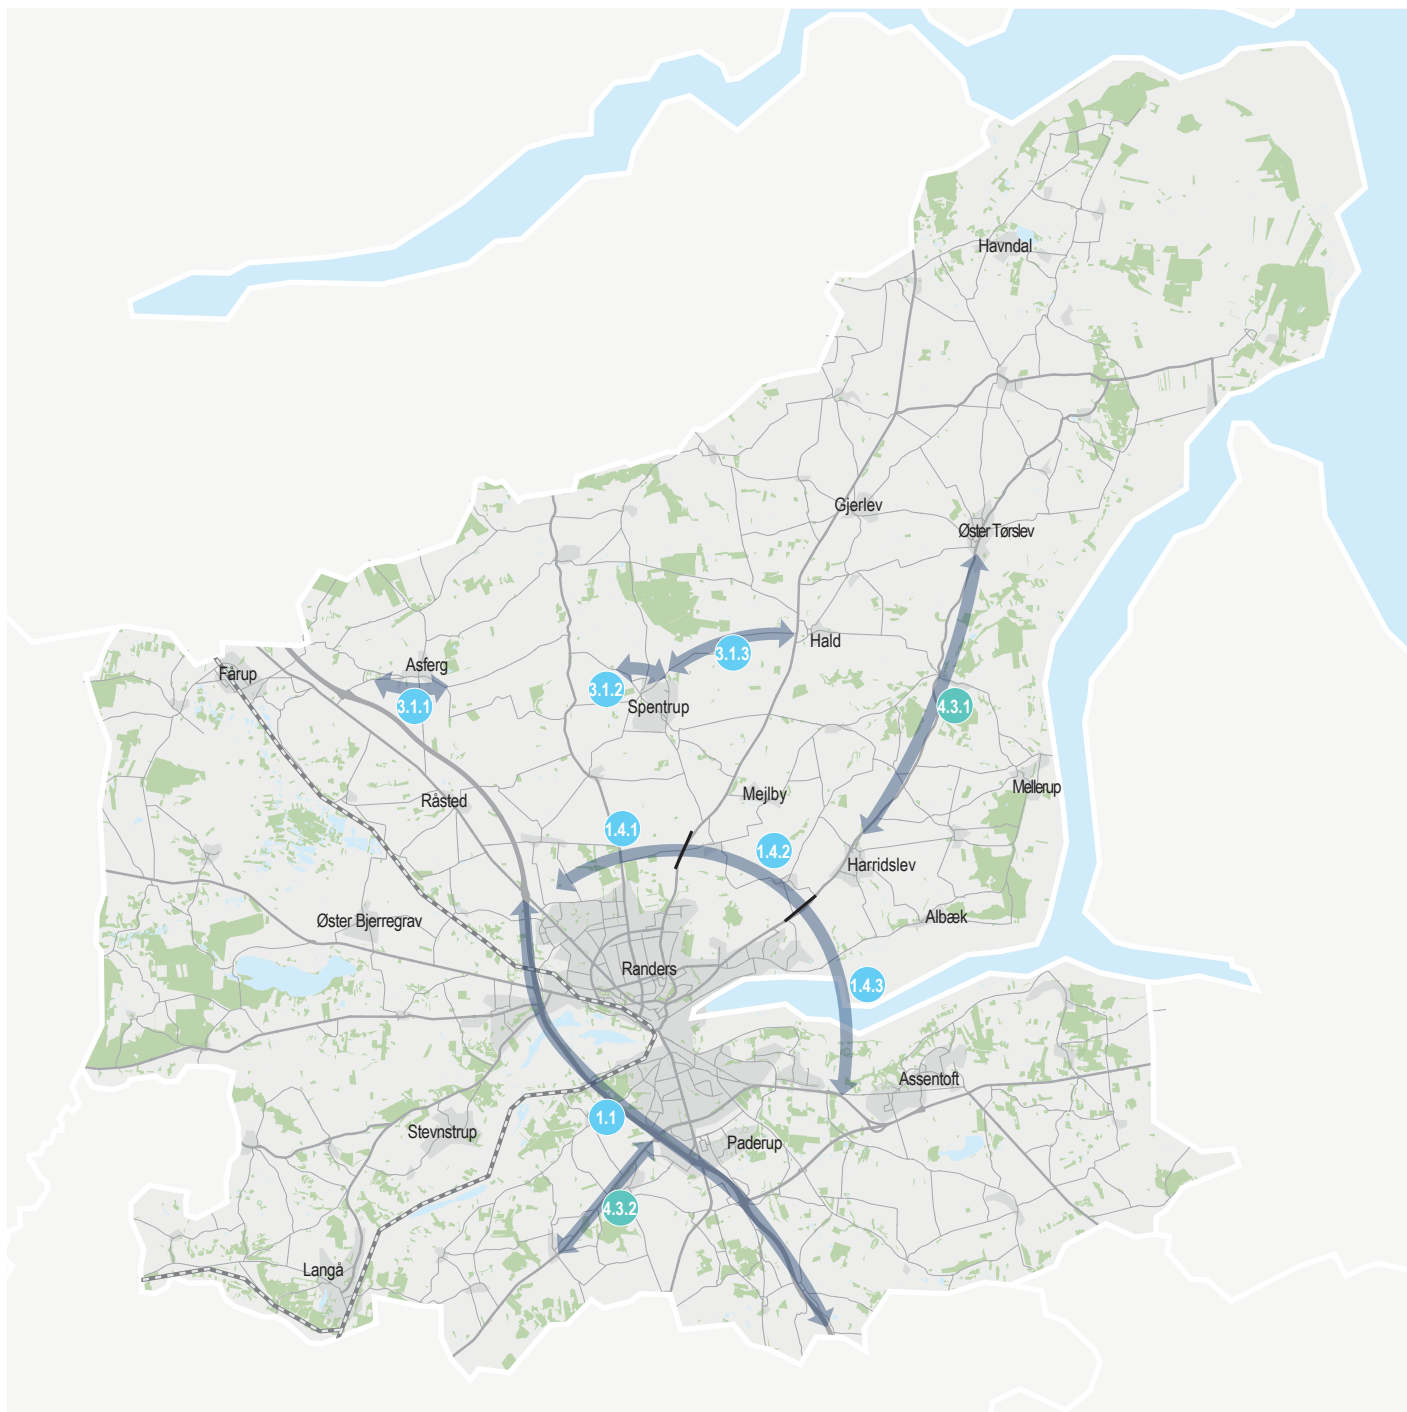 Havndal
Gjerlev
Øster Tørslev
Hald
3.1.3
Asferg
Fårup
3.1.2
3.1.1
Spentrup
4.3.1
Mellerup
Mejlby
Råsted
1.4.1
1.4.2
Harridslev
Albæk
Øster Bjerregrav
Randers
1.4.3
Assentoft
1.1
Stevnstrup
Paderup
4.3.2
Langå